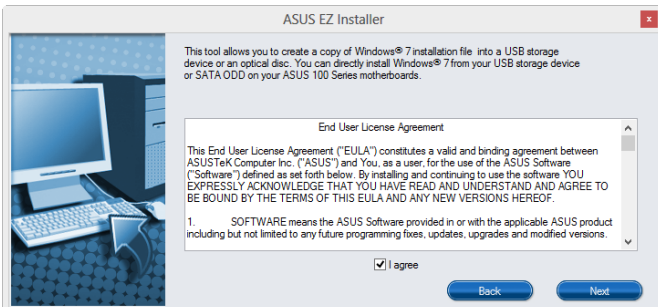 ASUS EZ Installer
x
This tool allows you to create a copy of Windows® 7 installation file into a USB storage
device or an optical disc. You can directly install Windows® 7 from your USB storage device
or SATA ODD on your ASUS 100 Series motherboards.
End User License Agreement
This End User License Agreement ("EULA") constitutes a valid and binding agreement between
ASUSTeK Computer Inc. ("ASUS") and You, as a user, for the use of the ASUS Software
("Software") defined as set forth below. By installing and continuing to use the software YOU
EXPRESSLY ACKNOWLEDGE THAT YOU HAVE READ AND UNDERSTAND AND AGREE TO
BE BOUND BY THE TERMS OF THIS EULA AND ANY NEW VERSIONS HEREOF.
1. SOFTWARE means the ASUS Software provided in or with the applicable ASUS product
including but not limited to any future programming fixes, updates, upgrades and modified versions.
I agree
Back Next